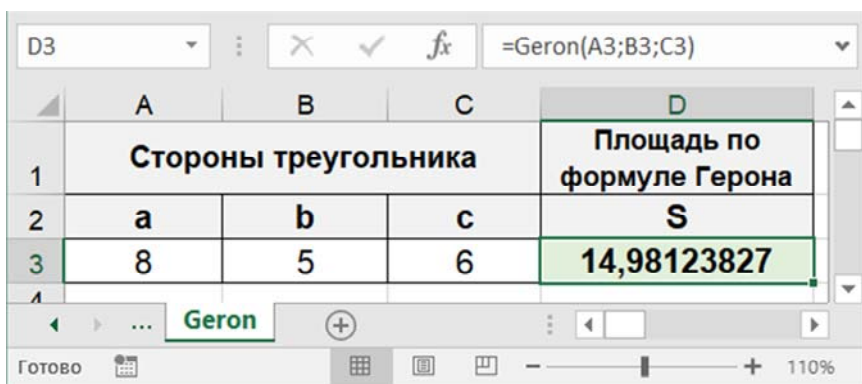 D3 fx =Geron(A3;B3;C3)
A B C D
1 Стороны треугольника Площадь по
формуле Герона
2 a b c S
3 8 5 6 14,98123827
4
... Geron
Готово 110%